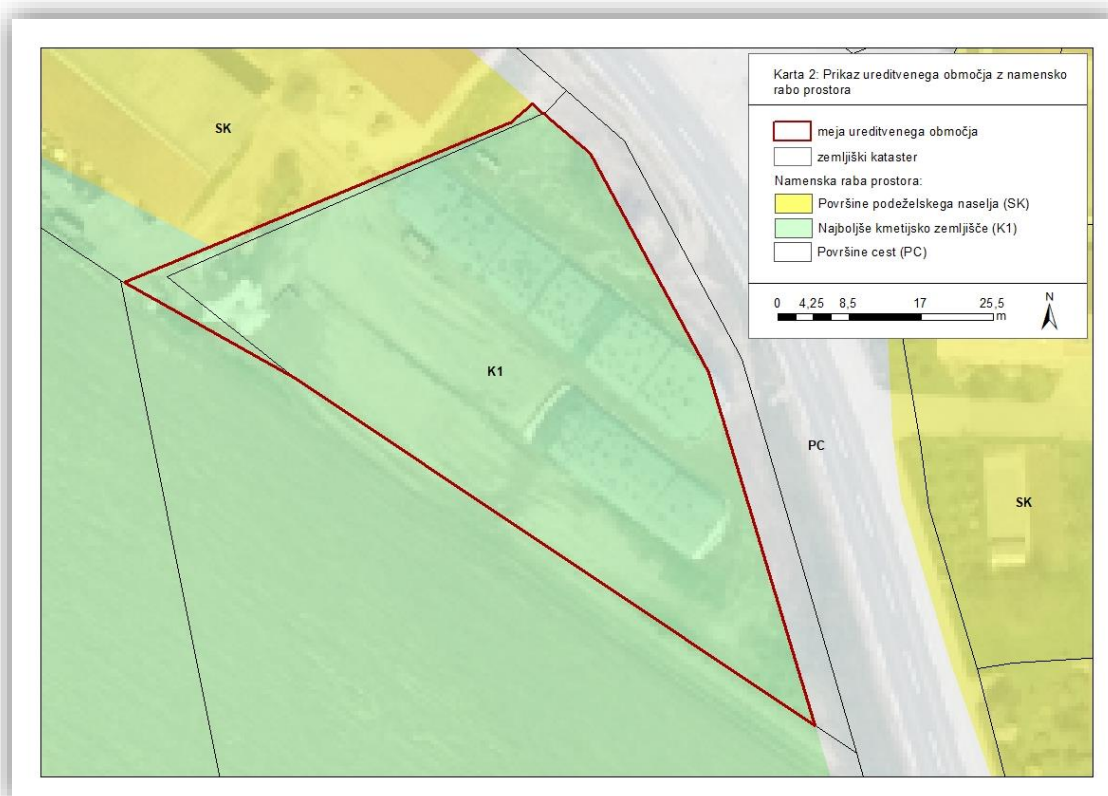 Karta 2: Prikaz ureditvenega območja z namensko
rabo prostora
meja ureditvenega območja
zemljiški kataster
Namenska raba prostora:
Površine podeželskega naselja (SK)
Najboljše kmetijsko zemljišče (K1)
Površine cest (PC)
0 4,25 8,5 17 25,5
m
N
SK
K1
PC
SK